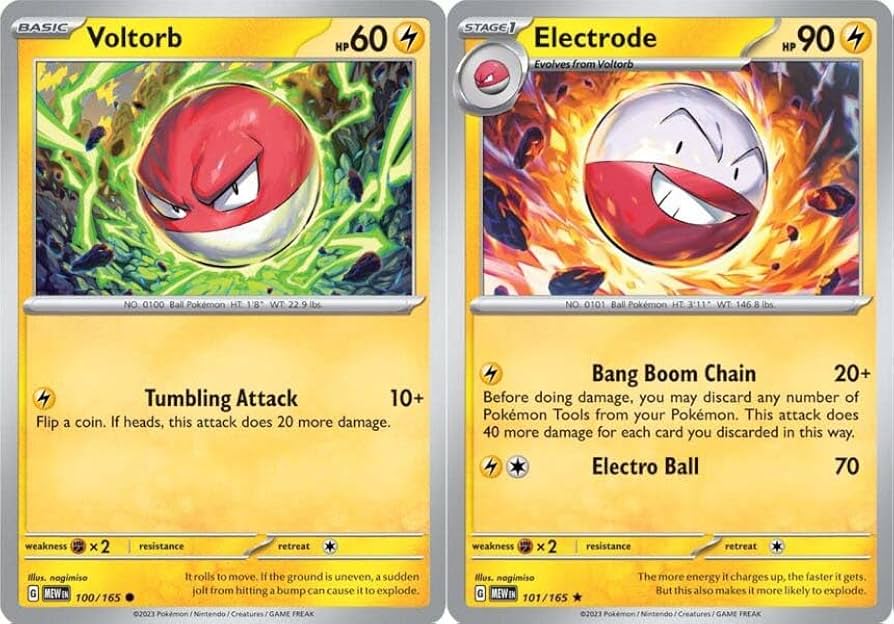 BASIC Voltorb HP 60
NO. 0100 Ball Pokémon HT: 1'8" WT: 22.9 lbs.
Tumbling Attack 10+
Flip a coin. If heads, this attack does 20 more damage.
weakness ×2 resistance retreat
Illus. nagimiso
It rolls to move. If the ground is uneven, a sudden
jolt from hitting a bump can cause it to explode.
G MEW EN 100/165
©2023 Pokémon / Nintendo / Creatures / GAME FREAK
STAGE 1 Electrode HP 90
Evolves from Voltorb
NO. 0101 Ball Pokémon HT: 3'11" WT: 146.8 lbs.
Bang Boom Chain 20+
Before doing damage, you may discard any number of
Pokémon Tools from your Pokémon. This attack does
40 more damage for each card you discarded in this way.
Electro Ball 70
weakness ×2 resistance retreat
Illus. nagimiso
The more energy it charges up, the faster it gets.
But this also makes it more likely to explode.
G MEW EN 101/165 ★
©2023 Pokémon / Nintendo / Creatures / GAME FREAK